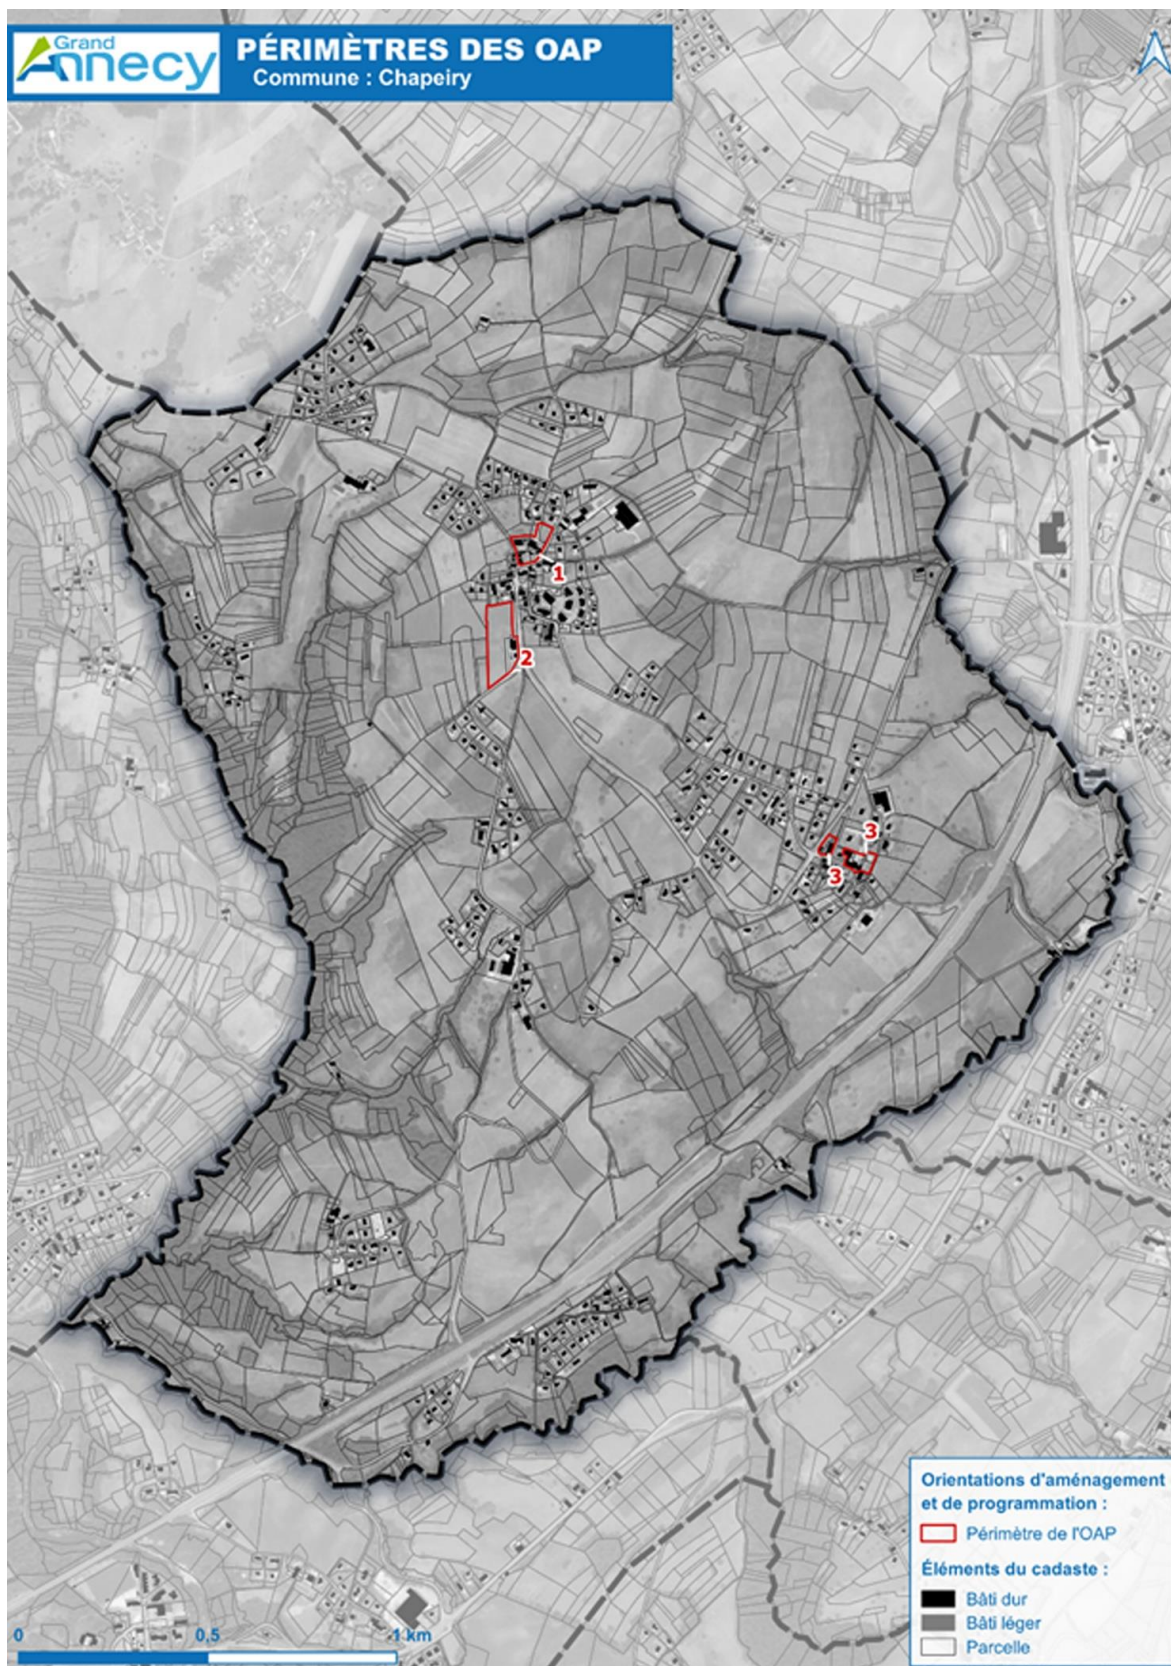 Grand
Annecy
PÉRIMÈTRES DES OAP
Commune : Chapeiry
1
2
3
3
Orientations d'aménagement
et de programmation :
Périmètre de l'OAP
Éléments du cadaste :
Bâti dur
Bâti léger
Parcelle
0 0,5 1 km